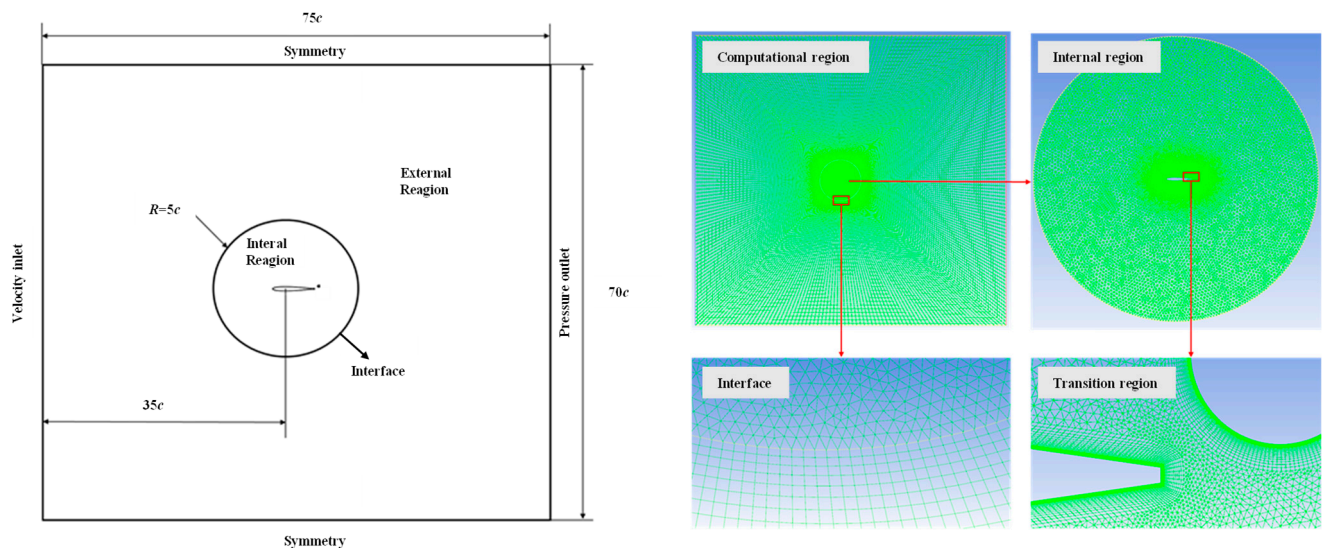 75c
Symmetry
External
Reagion
R=5c
Interal
Reagion
Velocity inlet
Pressure outlet
70c
Interface
35c
Symmetry
Computational region
Internal region
Interface
Transition region